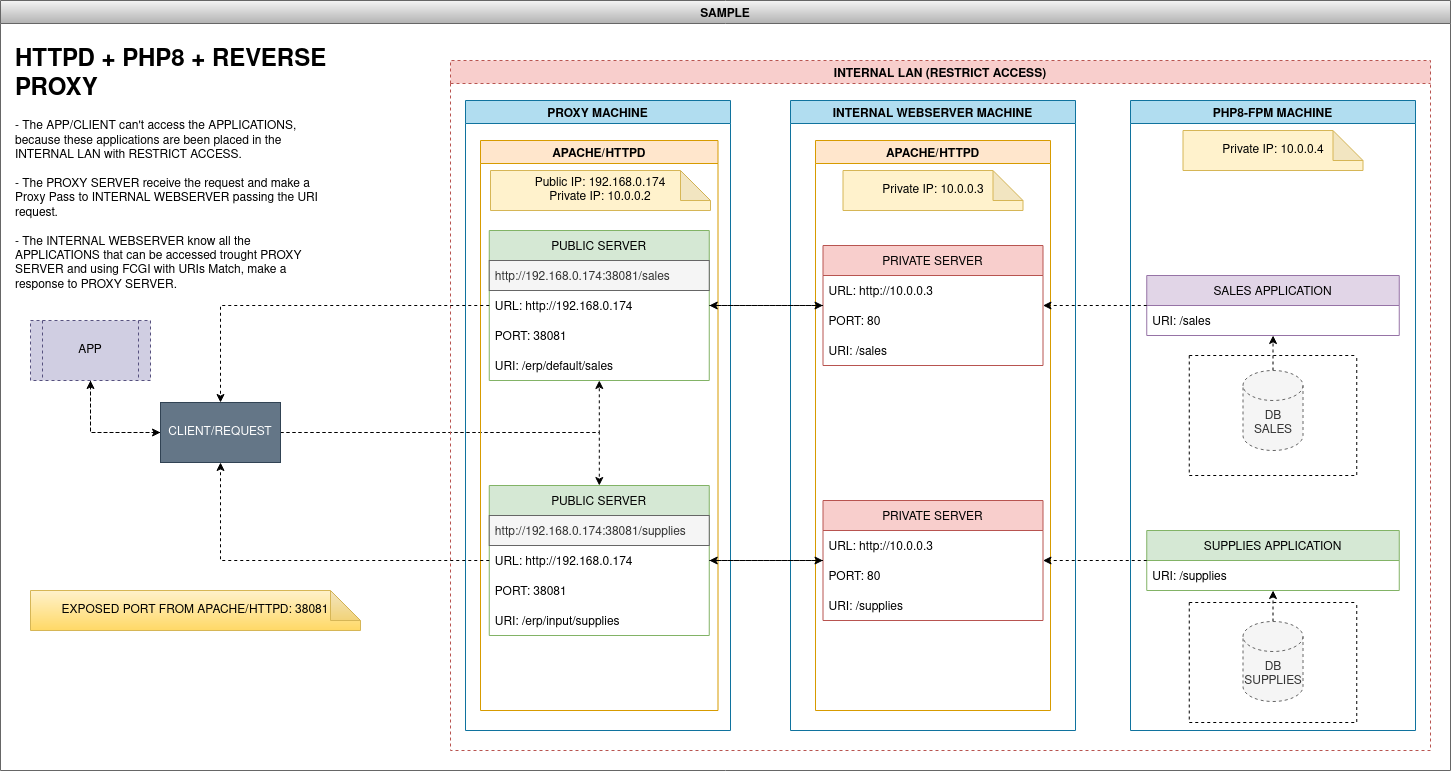 SAMPLE
HTTPD + PHP8 + REVERSE
PROXY
- The APP/CLIENT can't access the APPLICATIONS,
because these applications are been placed in the
INTERNAL LAN with RESTRICT ACCESS.
- The PROXY SERVER receive the request and make a
Proxy Pass to INTERNAL WEBSERVER passing the URI
request.
- The INTERNAL WEBSERVER know all the
APPLICATIONS that can be accessed trought PROXY
SERVER and using FCGI with URIs Match, make a
response to PROXY SERVER.
APP
CLIENT/REQUEST
EXPOSED PORT FROM APACHE/HTTPD: 38081
INTERNAL LAN (RESTRICT ACCESS)
PROXY MACHINE
APACHE/HTTPD
Public IP: 192.168.0.174
Private IP: 10.0.0.2
PUBLIC SERVER
http://192.168.0.174:38081/sales
URL: http://192.168.0.174
PORT: 38081
URI: /erp/default/sales
PUBLIC SERVER
http://192.168.0.174:38081/supplies
URL: http://192.168.0.174
PORT: 38081
URI: /erp/input/supplies
INTERNAL WEBSERVER MACHINE
APACHE/HTTPD
Private IP: 10.0.0.3
PRIVATE SERVER
URL: http://10.0.0.3
PORT: 80
URI: /sales
PRIVATE SERVER
URL: http://10.0.0.3
PORT: 80
URI: /supplies
PHP8-FPM MACHINE
Private IP: 10.0.0.4
SALES APPLICATION
URI: /sales
DB
SALES
SUPPLIES APPLICATION
URI: /supplies
DB
SUPPLIES